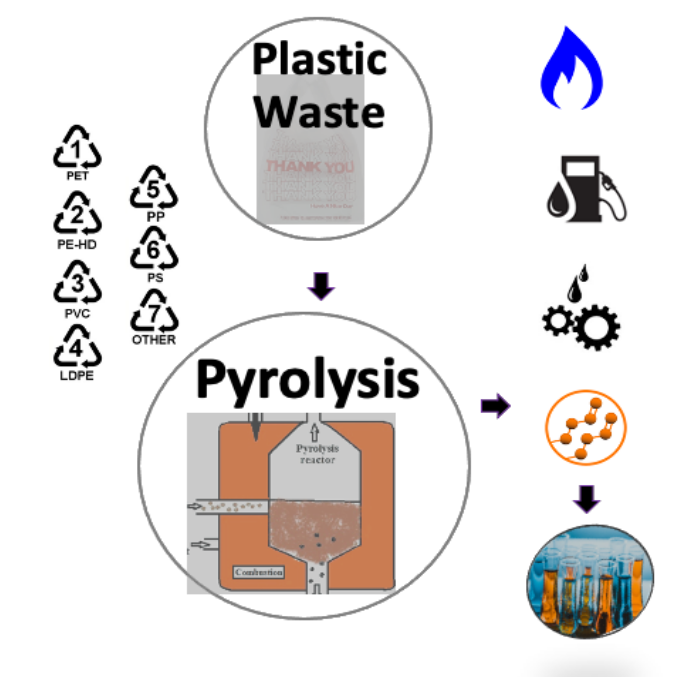 Plastic
Waste
THANK YOU
1
PET
2
PE-HD
3
PVC
4
LDPE
5
PP
6
PS
7
OTHER
Pyrolysis
Pyrolysis
reactor
Combustion